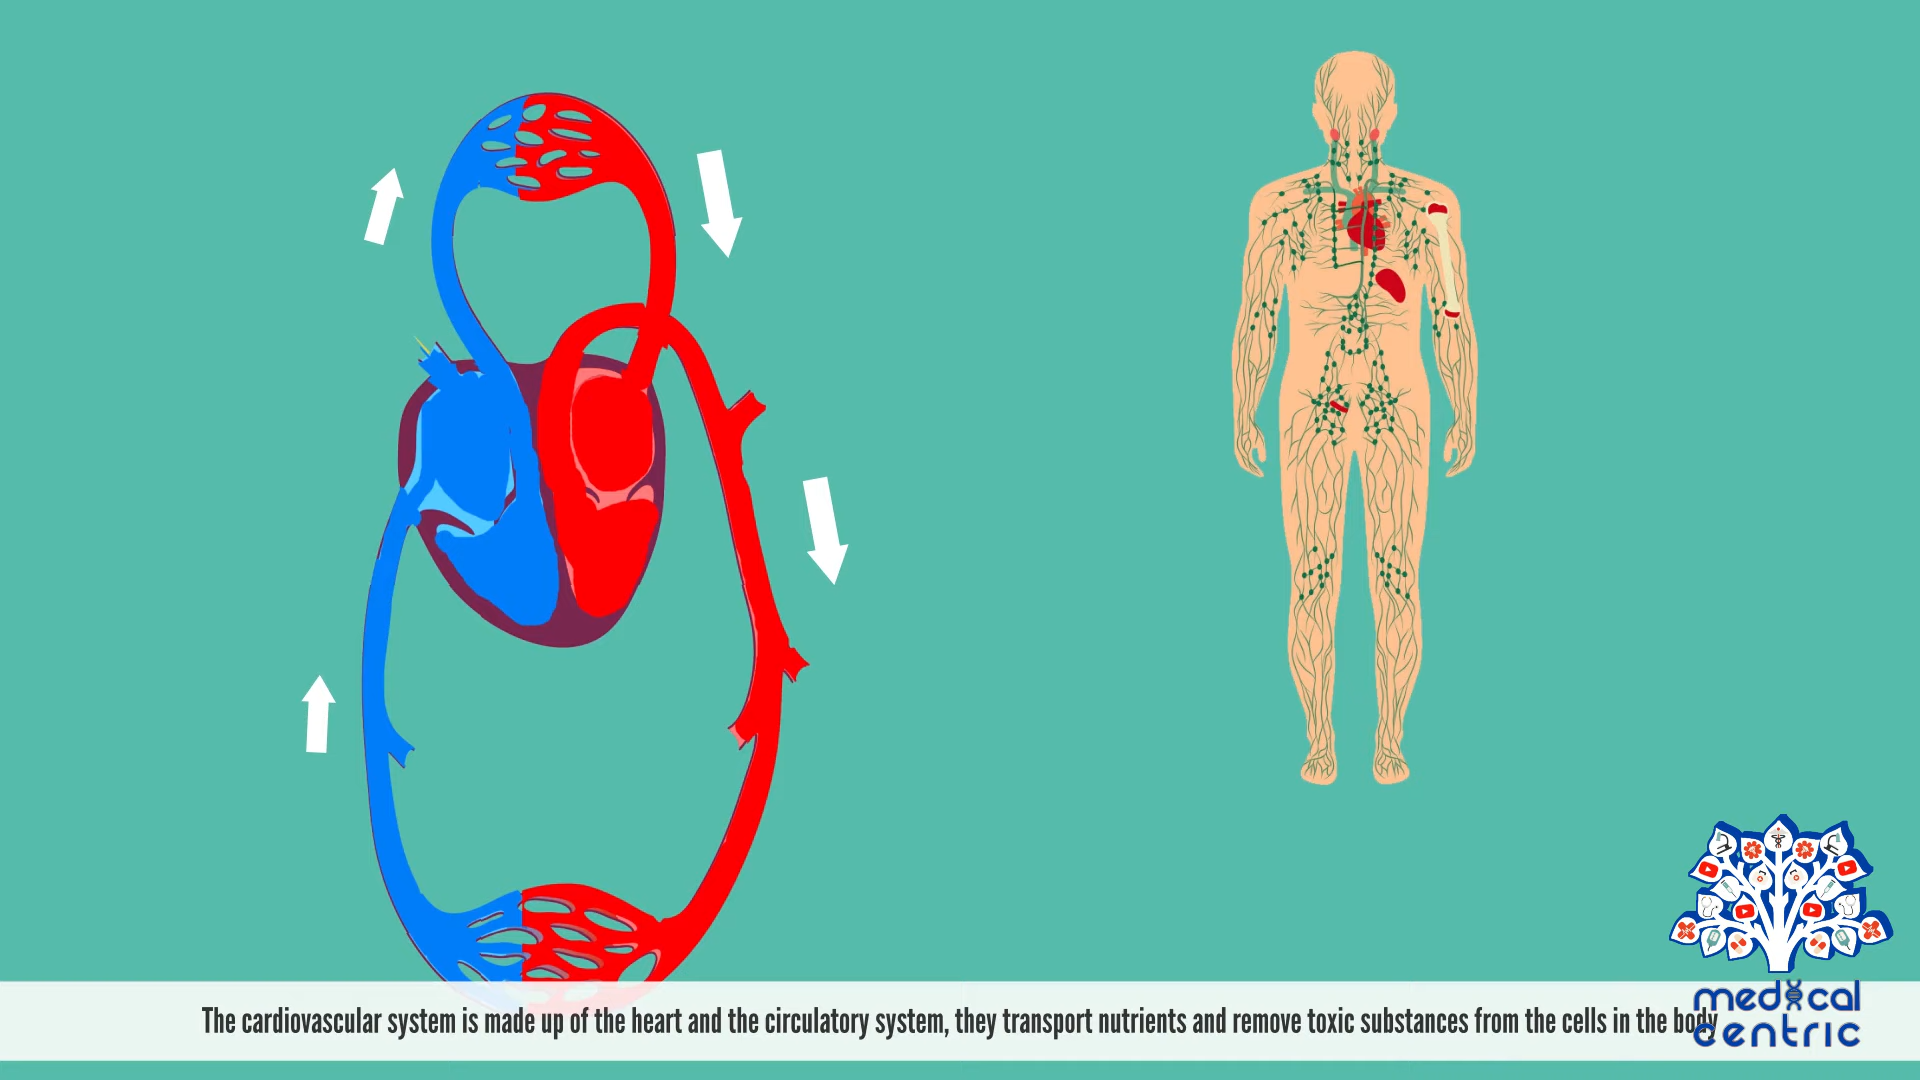 The cardiovascular system is made up of the heart and the circulatory system, they transport nutrients and remove toxic substances from the cells in the body
medical
centric